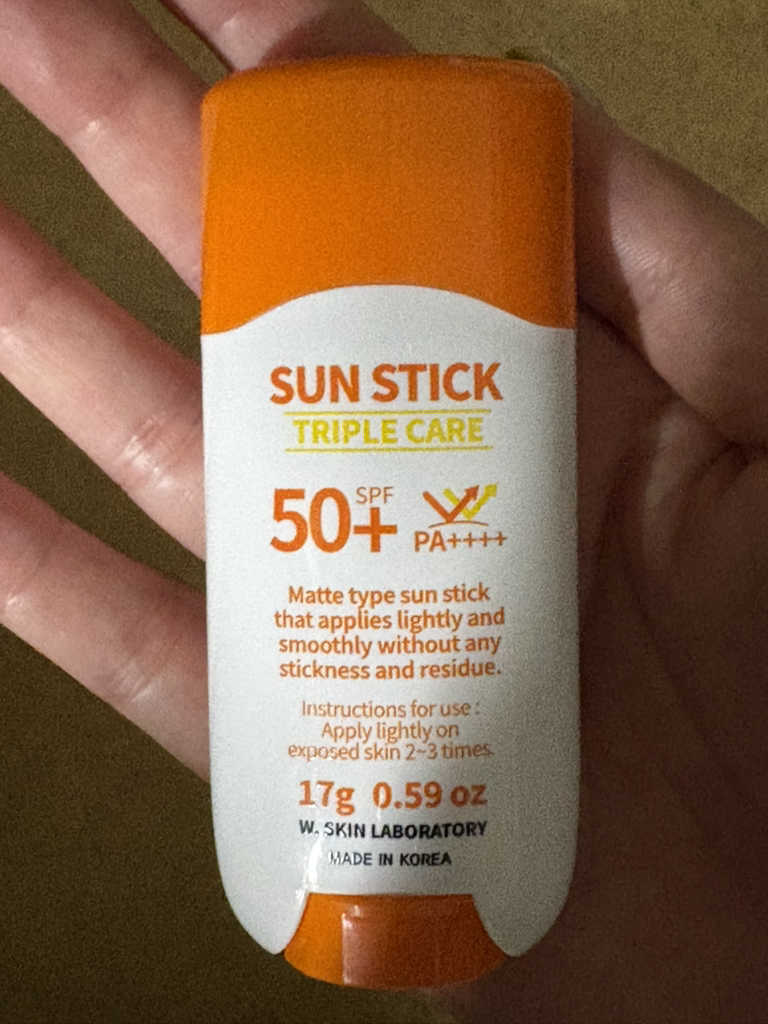 SUN STICK
TRIPLE CARE
50+ SPF
PA++++
Matte type sun stick
that applies lightly and
smoothly without any
stickness and residue.
Instructions for use :
Apply lightly on
exposed skin 2~3 times.
17g 0.59 oz
W. SKIN LABORATORY
MADE IN KOREA